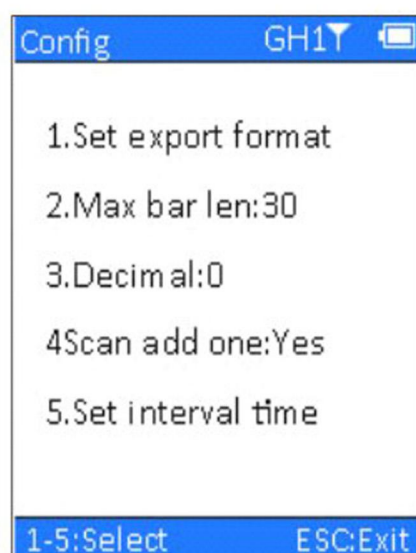 Config GH1
1.Set export format
2.Max bar len:30
3.Decimal:0
4Scan add one:Yes
5.Set interval time
1-5:Select ESC:Exit